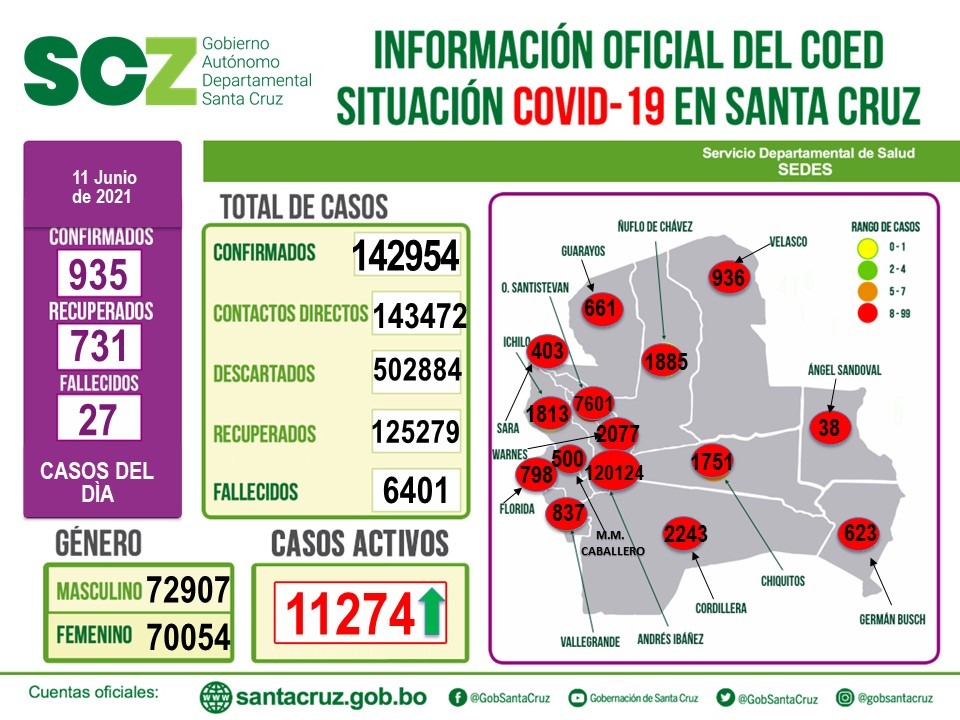 SCZ
Gobierno
Autónomo
Departamental
Santa Cruz
INFORMACIÓN OFICIAL DEL COED
SITUACIÓN COVID-19 EN SANTA CRUZ
Servicio Departamental de Salud
SEDES
11 Junio
de 2021
CONFIRMADOS
935
RECUPERADOS
731
FALLECIDOS
27
CASOS DEL
DÌA
TOTAL DE CASOS
CONFIRMADOS 142954
CONTACTOS DIRECTOS 143472
DESCARTADOS 502884
RECUPERADOS 125279
FALLECIDOS 6401
GÉNERO
MASCULINO 72907
FEMENINO 70054
CASOS ACTIVOS
11274
RANGO DE CASOS
0 - 1
2 - 4
5 - 7
8 - 99
ÑUFLO DE CHÁVEZ
VELASCO
GUARAYOS
936
O. SANTISTEVAN
661
ICHILO
403
1885
ÁNGEL SANDOVAL
7601
1813
SARA
38
2077
WARNES
500
1751
798
120124
FLORIDA
837
M.M.
CABALLERO
2243
623
CHIQUITOS
CORDILLERA
GERMÁN BUSCH
VALLEGRANDE
ANDRÉS IBÁÑEZ
Cuentas oficiales:
santacruz.gob.bo
@GobSantaCruz
Gobernación de Santa Cruz
@GobSantaCruz
@gobsantacruz